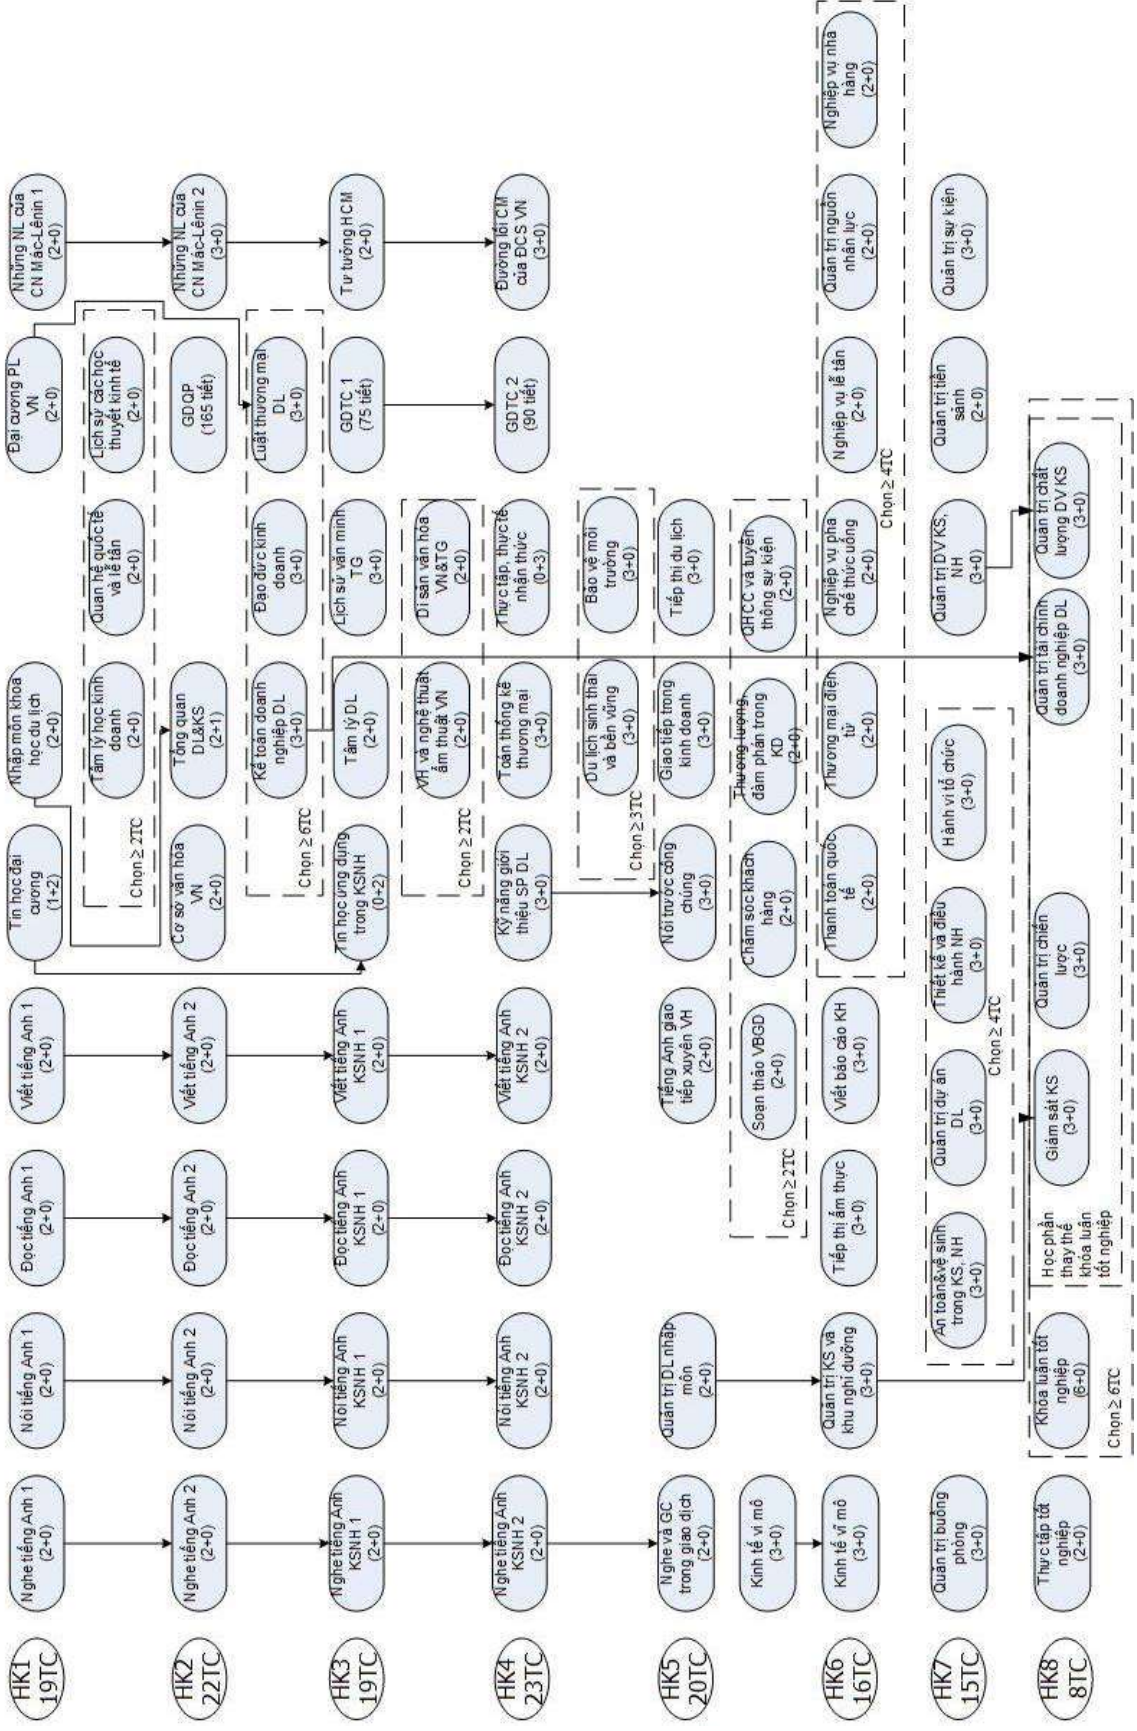 HK1
19TC
Nghe tiếng Anh 1
(2+0)
Nói tiếng Anh 1
(2+0)
Đọc tiếng Anh 1
(2+0)
Viết tiếng Anh 1
(2+0)
Tin học đại
cương
(1+2)
Nhập môn khoa
học du lịch
(2+0)
Đại cương PL
VN
(2+0)
Những NL của
CN Mác-Lênin 1
(2+0)
Chọn ≥ 2TC
Tâm lý học kinh
doanh
(2+0)
Quan hệ quốc tế
và lễ tân
(2+0)
Lịch sử các học
thuyết kinh tế
(2+0)
HK2
22TC
Nghe tiếng Anh 2
(2+0)
Nói tiếng Anh 2
(2+0)
Đọc tiếng Anh 2
(2+0)
Viết tiếng Anh 2
(2+0)
Cơ sở văn hóa
VN
(2+0)
Tổng quan
DL&KS
(2+1)
GDQP
(165 tiết)
Những NL của
CN Mác-Lênin 2
(3+0)
Chọn ≥ 6TC
Kế toán doanh
nghiệp DL
(3+0)
Đạo đức kinh
doanh
(3+0)
Luật thương mại
DL
(3+0)
HK3
19TC
Nghe tiếng Anh
KSNH 1
(2+0)
Nói tiếng Anh
KSNH 1
(2+0)
Đọc tiếng Anh
KSNH 1
(2+0)
Viết tiếng Anh
KSNH 1
(2+0)
Tin học ứng dụng
trong KSNH
(0+2)
Tâm lý DL
(2+0)
Lịch sử văn minh
TG
(3+0)
GDTC 1
(75 tiết)
Tư tưởng HCM
(2+0)
Chọn ≥ 2TC
VH và nghệ thuật
ẩm thuật VN
(2+0)
Di sản văn hóa
VN&TG
(2+0)
HK4
23TC
Nghe tiếng Anh
KSNH 2
(2+0)
Nói tiếng Anh
KSNH 2
(2+0)
Đọc tiếng Anh
KSNH 2
(2+0)
Viết tiếng Anh
KSNH 2
(2+0)
Kỹ năng giới
thiệu SP DL
(3+0)
Toán thống kê
thương mại
(3+0)
Thực tập, thực tế
nhận thức
(0+3)
GDTC 2
(90 tiết)
Đường lối CM
của ĐCS VN
(3+0)
Chọn ≥ 3TC
Du lịch sinh thái
và bền vững
(3+0)
Bảo vệ môi
trường
(3+0)
HK5
20TC
Nghe và GC
trong giao dịch
(2+0)
Quản trị DL nhập
môn
(2+0)
Tiếng Anh giao
tiếp xuyên VH
(2+0)
Nói trước công
chúng
(3+0)
Giao tiếp trong
kinh doanh
(3+0)
Tiếp thị du lịch
(3+0)
Kinh tế vi mô
(3+0)
Chọn ≥ 2TC
Soạn thảo VBGD
(2+0)
Chăm sóc khách
hàng
(2+0)
Thương lượng,
đàm phán trong
KD
(2+0)
QHCC và tuyền
thông sự kiện
(2+0)
HK6
16TC
Kinh tế vĩ mô
(3+0)
Quản trị KS và
khu nghỉ dưỡng
(3+0)
Tiếp thị ẩm thực
(3+0)
Viết báo cáo KH
(3+0)
Thanh toán quốc
tế
(2+0)
Thương mại điện
tử
(2+0)
Nghiệp vụ pha
chế thức uống
(2+0)
Nghiệp vụ lễ tân
(2+0)
Quản trị nguồn
nhân lực
(2+0)
Nghiệp vụ nhà
hàng
(2+0)
Chọn ≥ 4TC
HK7
15TC
Quản trị buồng
phòng
(3+0)
An toàn&vệ sinh
trong KS, NH
(3+0)
Quản trị dự án
DL
(3+0)
Thiết kế và điều
hành NH
(3+0)
Hành vi tổ chức
(3+0)
Chọn ≥ 4TC
Quản trị DV KS,
NH
(3+0)
Quản trị tiền
sảnh
(2+0)
Quản trị sự kiện
(3+0)
HK8
8TC
Thực tập tốt
nghiệp
(2+0)
Khóa luận tốt
nghiệp
(6+0)
Chọn ≥ 6TC
Học phần
thay thế
khóa luận
tốt nghiệp
Giám sát KS
(3+0)
Quản trị chiến
lược
(3+0)
Quản trị tài chính
doanh nghiệp DL
(3+0)
Quản trị chất
lượng DV KS
(3+0)